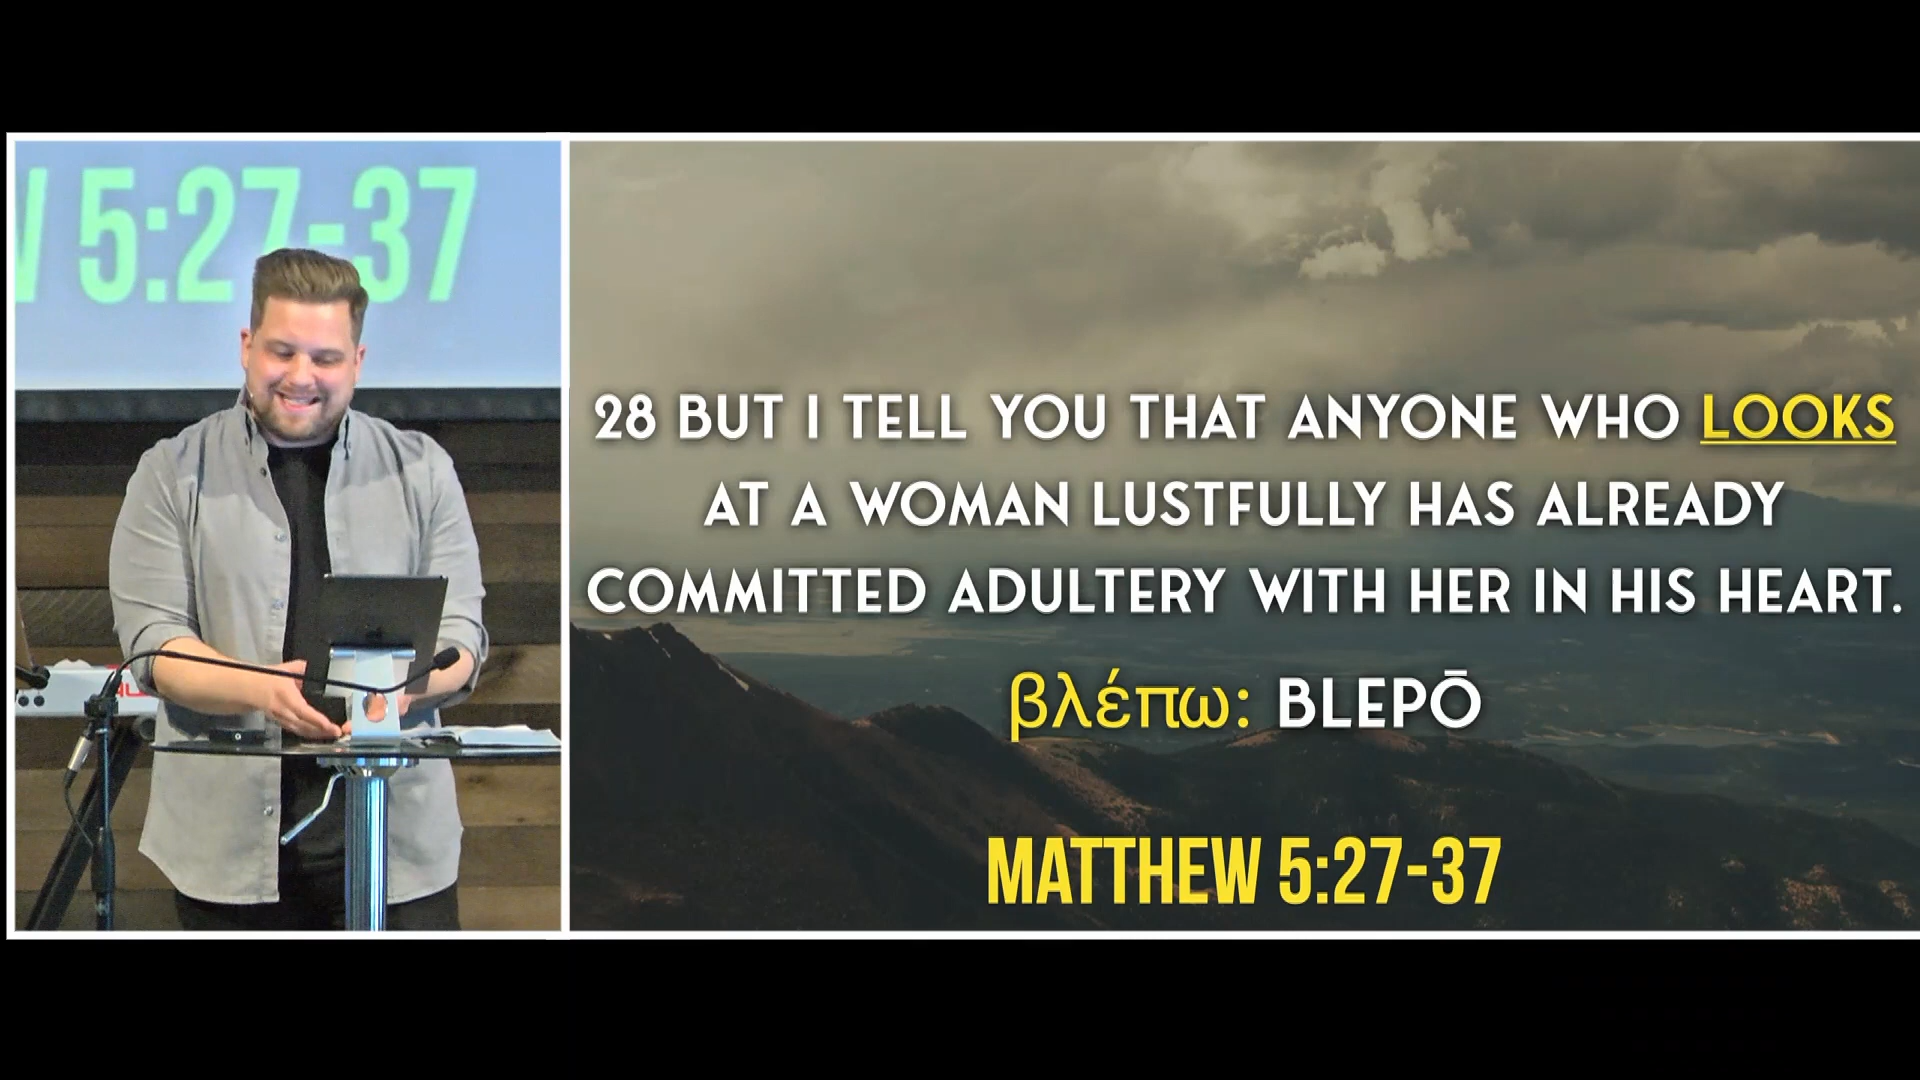 W 5:27-37
28 BUT I TELL YOU THAT ANYONE WHO LOOKS
AT A WOMAN LUSTFULLY HAS ALREADY
COMMITTED ADULTERY WITH HER IN HIS HEART.
βλέπω: BLEPŌ
MATTHEW 5:27-37